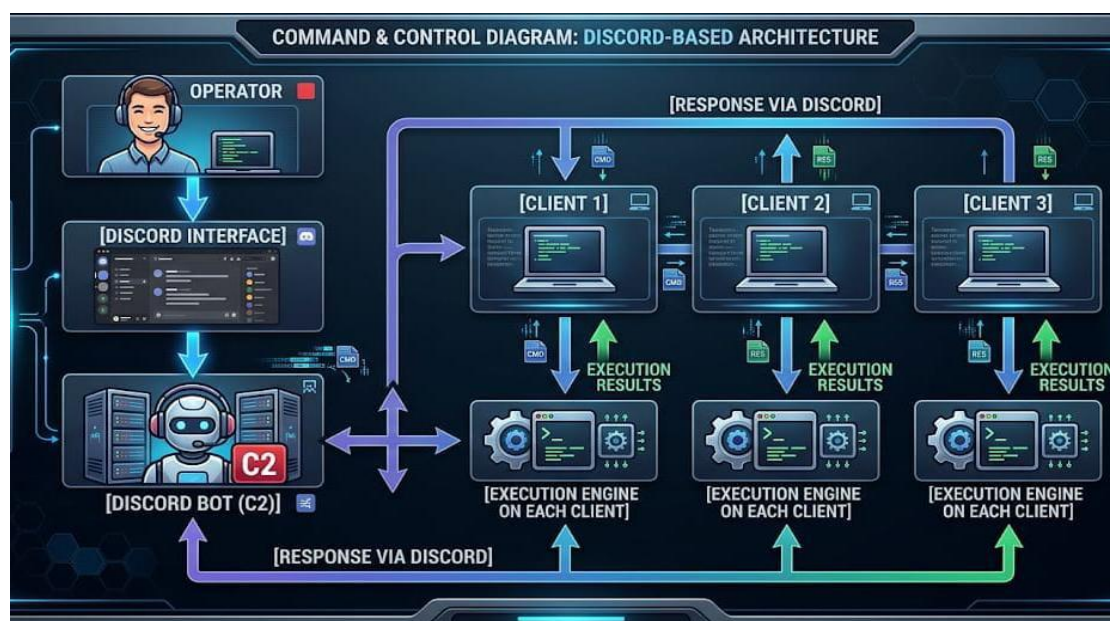 COMMAND & CONTROL DIAGRAM: DISCORD-BASED ARCHITECTURE
OPERATOR
[RESPONSE VIA DISCORD]
CMD
RES
RES
[CLIENT 1]
[CLIENT 2]
[CLIENT 3]
[DISCORD INTERFACE]
CMD
CMD
CMD
RES
RES
EXECUTION
RESULTS
EXECUTION
RESULTS
EXECUTION
RESULTS
C2
>_
>_
>_
[DISCORD BOT (C2)]
[EXECUTION ENGINE
ON EACH CLIENT]
[EXECUTION ENGINE
ON EACH CLIENT]
[EXECUTION ENGINE
ON EACH CLIENT]
[RESPONSE VIA DISCORD]